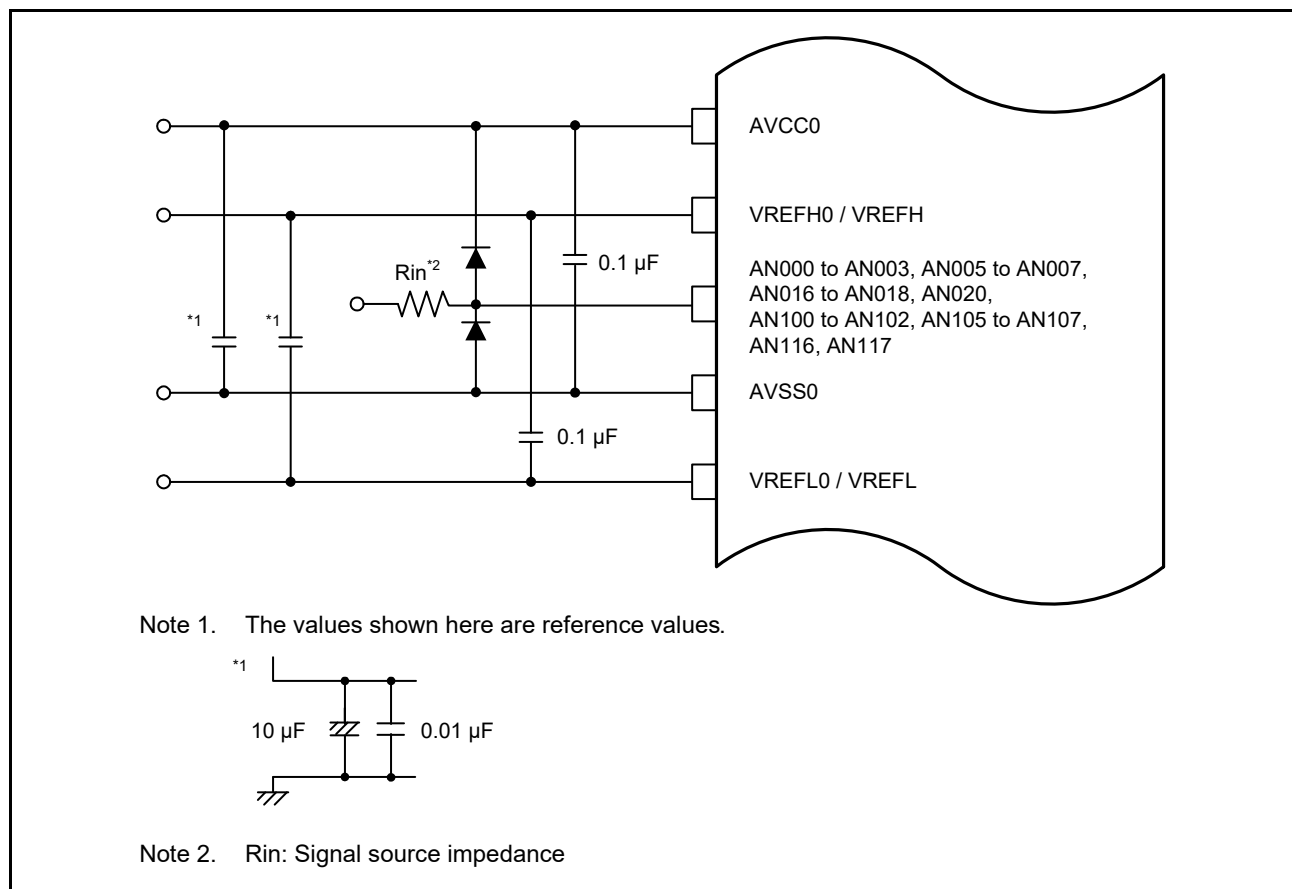 AVCC0
VREFH0 / VREFH
Rin*2
0.1 µF
AN000 to AN003, AN005 to AN007,
AN016 to AN018, AN020,
AN100 to AN102, AN105 to AN107,
AN116, AN117
*1
*1
AVSS0
0.1 µF
VREFL0 / VREFL
Note 1. The values shown here are reference values.
*1
10 µF
0.01 µF
Note 2. Rin: Signal source impedance